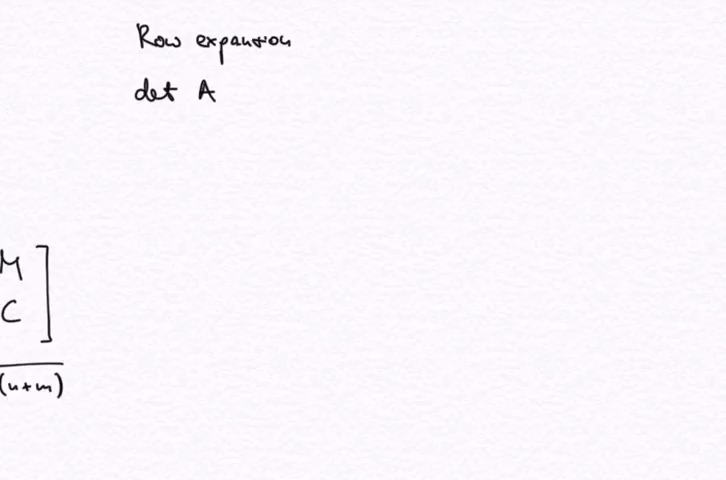 Row expansion
det A
M ]
C
(n+m)